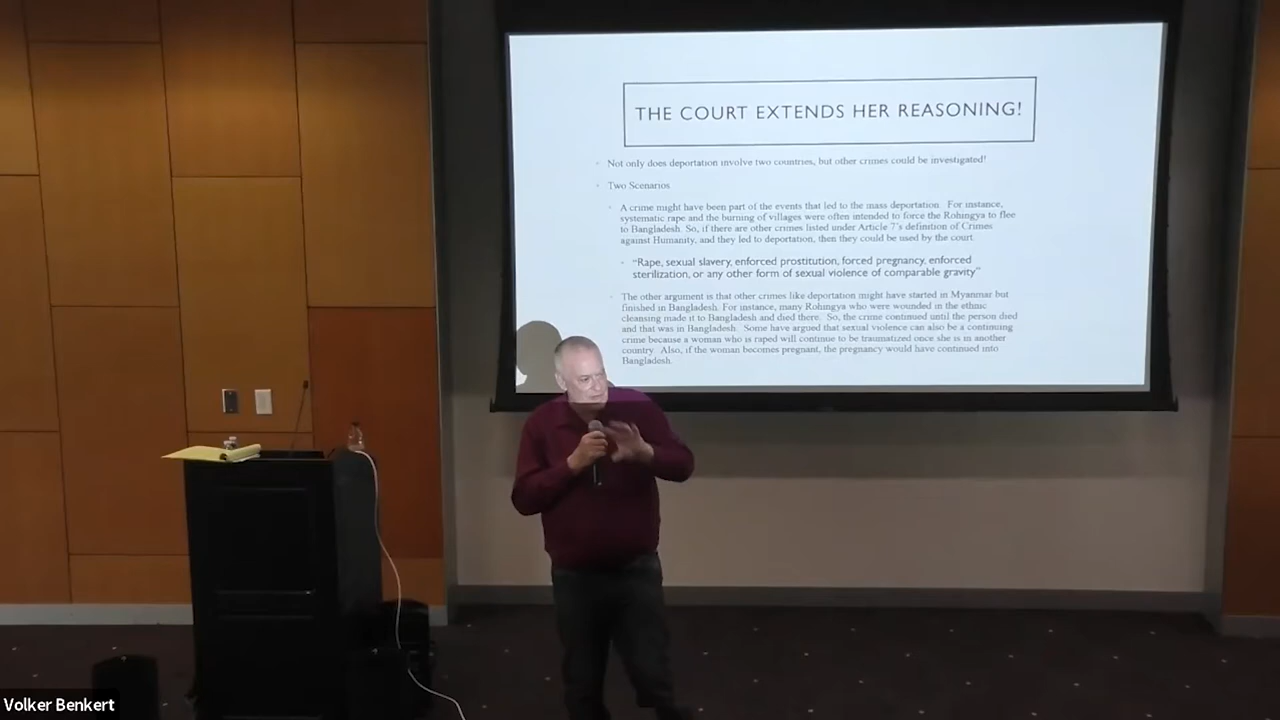 THE COURT EXTENDS HER REASONING!
Not only does deportation involve two countries, but other crimes could be investigated!
Two Scenarios
A crime might have been part of the events that led to the mass deportation. For instance,
systematic rape and the burning of villages were often intended to force the Rohingya to flee
to Bangladesh. So, if there are other crimes listed under Article 7's definition of Crimes
against Humanity, and they led to deportation, then they could be used by the court.
"Rape, sexual slavery, enforced prostitution, forced pregnancy, enforced
sterilization, or any other form of sexual violence of comparable gravity"
The other argument is that other crimes like deportation might have started in Myanmar but
finished in Bangladesh. For instance, many Rohingya who were wounded in the ethnic
cleansing made it to Bangladesh and died there. So, the crime continued until the person died
and that was in Bangladesh. Some have argued that sexual violence can also be a continuing
crime because a woman who is raped will continue to be traumatized once she is in another
country. Also, if the woman becomes pregnant, the pregnancy would have continued into
Bangladesh.
Volker Benkert